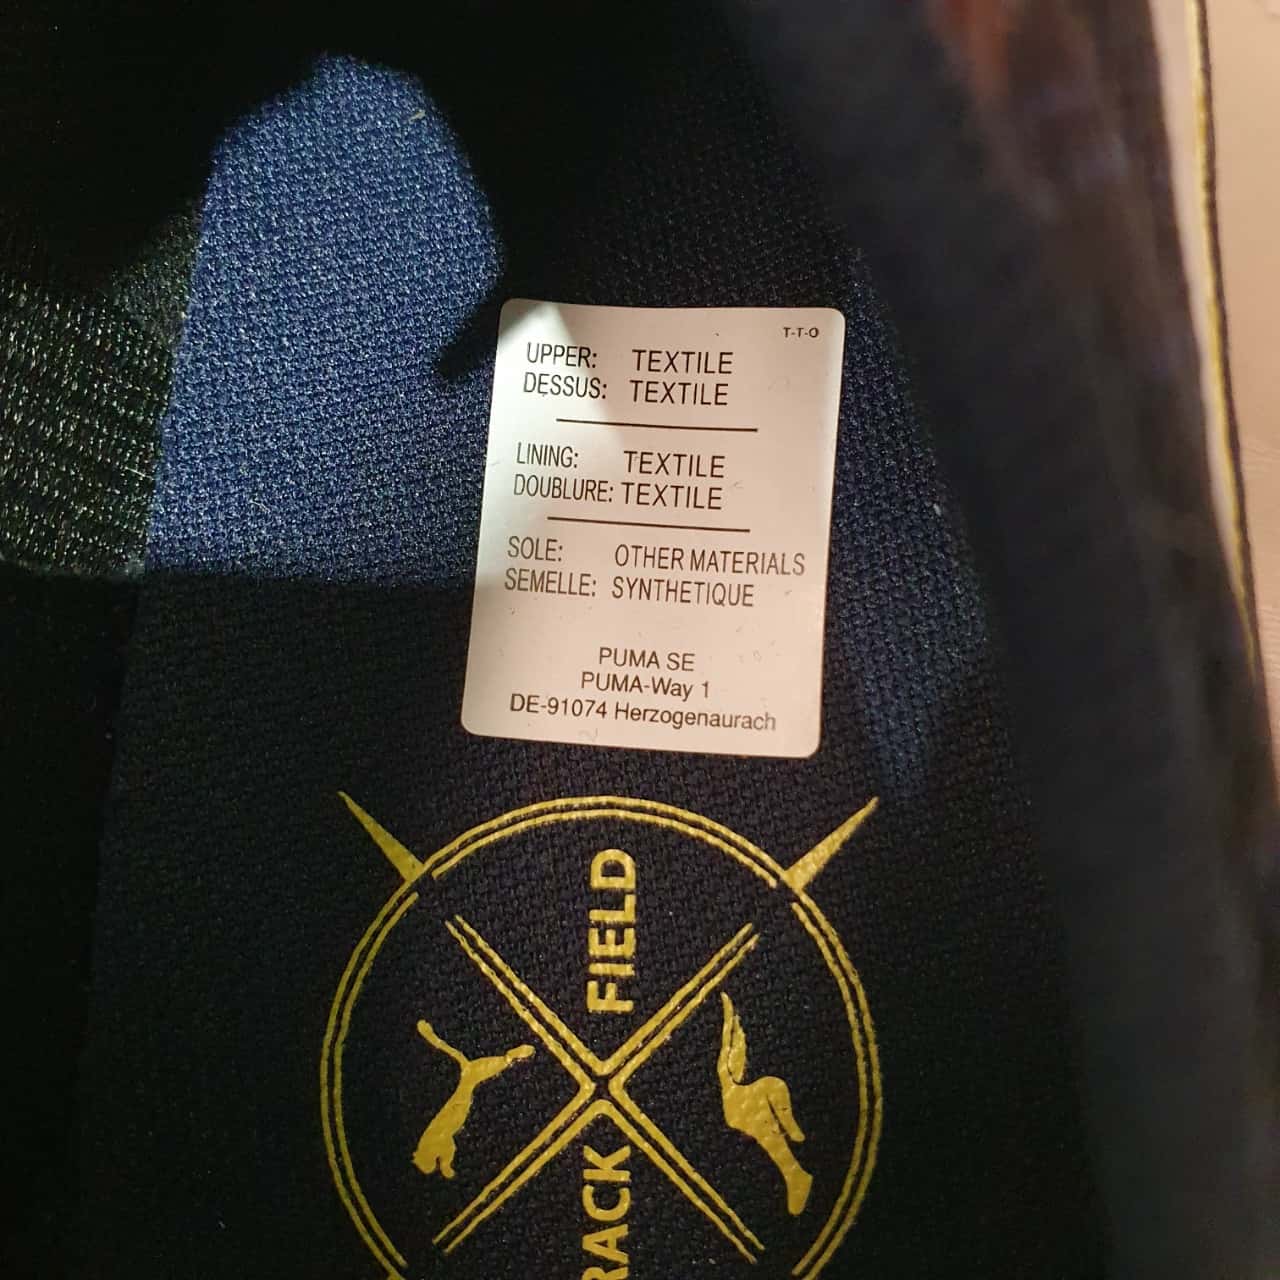 T-T-O
UPPER: TEXTILE
DESSUS: TEXTILE
LINING: TEXTILE
DOUBLURE: TEXTILE
SOLE: OTHER MATERIALS
SEMELLE: SYNTHETIQUE
PUMA SE
PUMA-Way 1
DE-91074 Herzogenaurach
FIELD
RACK